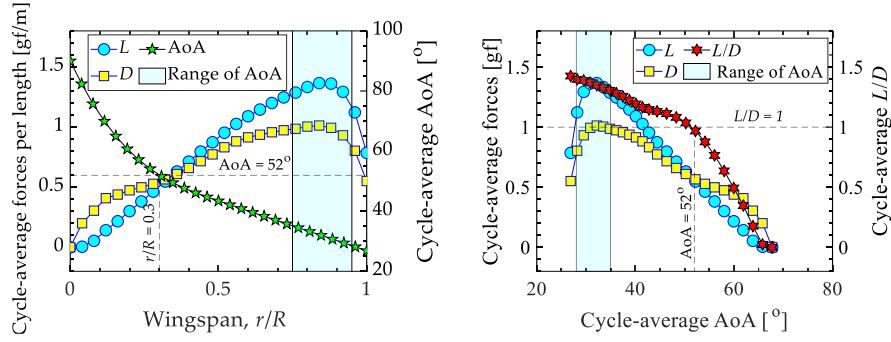 Cycle-average forces per length [gf/m]
1.5
1
0.5
0
L AoA
D Range of AoA
AoA = 52°
r/R = 0.3
0 0.5 1
Wingspan, r/R
100
80
60
40
20
Cycle-average AoA [°]
Cycle-average forces [gf]
1.5
1
0.5
0
L L/D
D Range of AoA
L/D = 1
AoA = 52°
20 40 60 80
Cycle-average AoA [°]
1.5
1
0.5
0
Cycle-average L/D